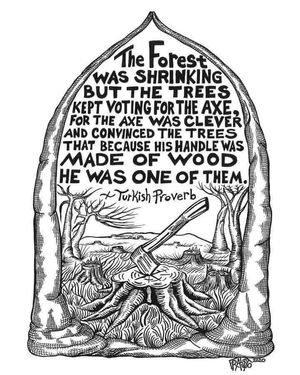 The Forest
WAS SHRINKING
BUT THE TREES
KEPT VOTING FOR THE AXE,
FOR THE AXE WAS CLEVER
AND CONVINCED THE TREES
THAT BECAUSE HIS HANDLE WAS
MADE OF WOOD
HE WAS ONE OF THEM.
~Turkish Proverb